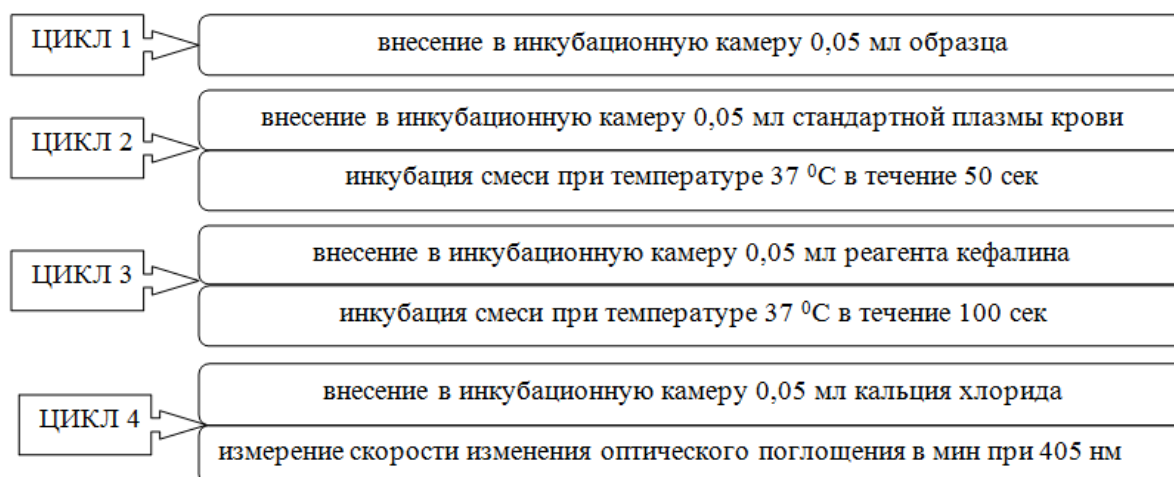 ЦИКЛ 1
внесение в инкубационную камеру 0,05 мл образца
ЦИКЛ 2
внесение в инкубационную камеру 0,05 мл стандартной плазмы крови
инкубация смеси при температуре 37 ⁰С в течение 50 сек
ЦИКЛ 3
внесение в инкубационную камеру 0,05 мл реагента кефалина
инкубация смеси при температуре 37 ⁰С в течение 100 сек
ЦИКЛ 4
внесение в инкубационную камеру 0,05 мл кальция хлорида
измерение скорости изменения оптического поглощения в мин при 405 нм